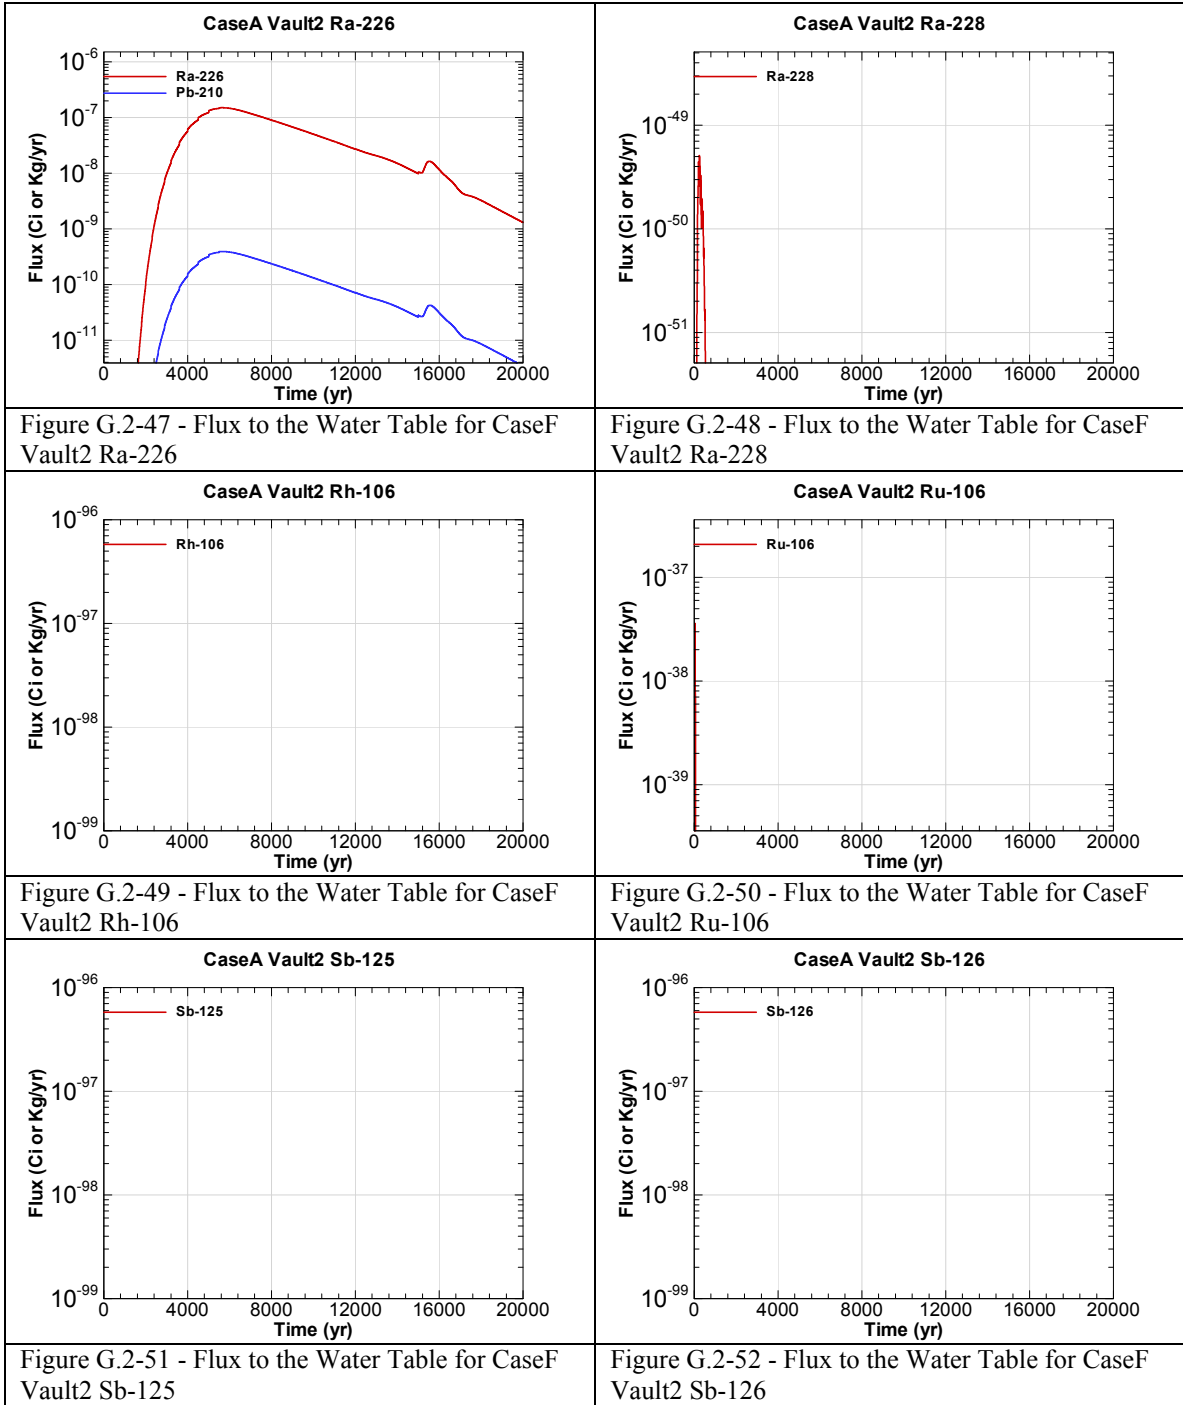 CaseA Vault2 Ra-226
10-6
10-7
10-8
10-9
10-10
10-11
Flux (Ci or Kg/yr)
Ra-226
Pb-210
0 4000 8000 12000 16000 20000
Time (yr)
Figure G.2-47 - Flux to the Water Table for CaseF
Vault2 Ra-226
CaseA Vault2 Ra-228
10-49
10-50
10-51
Flux (Ci or Kg/yr)
Ra-228
0 4000 8000 12000 16000 20000
Time (yr)
Figure G.2-48 - Flux to the Water Table for CaseF
Vault2 Ra-228
CaseA Vault2 Rh-106
10-96
10-97
10-98
10-99
Flux (Ci or Kg/yr)
Rh-106
0 4000 8000 12000 16000 20000
Time (yr)
Figure G.2-49 - Flux to the Water Table for CaseF
Vault2 Rh-106
CaseA Vault2 Ru-106
10-37
10-38
10-39
Flux (Ci or Kg/yr)
Ru-106
0 4000 8000 12000 16000 20000
Time (yr)
Figure G.2-50 - Flux to the Water Table for CaseF
Vault2 Ru-106
CaseA Vault2 Sb-125
10-96
10-97
10-98
10-99
Flux (Ci or Kg/yr)
Sb-125
0 4000 8000 12000 16000 20000
Time (yr)
Figure G.2-51 - Flux to the Water Table for CaseF
Vault2 Sb-125
CaseA Vault2 Sb-126
10-96
10-97
10-98
10-99
Flux (Ci or Kg/yr)
Sb-126
0 4000 8000 12000 16000 20000
Time (yr)
Figure G.2-52 - Flux to the Water Table for CaseF
Vault2 Sb-126